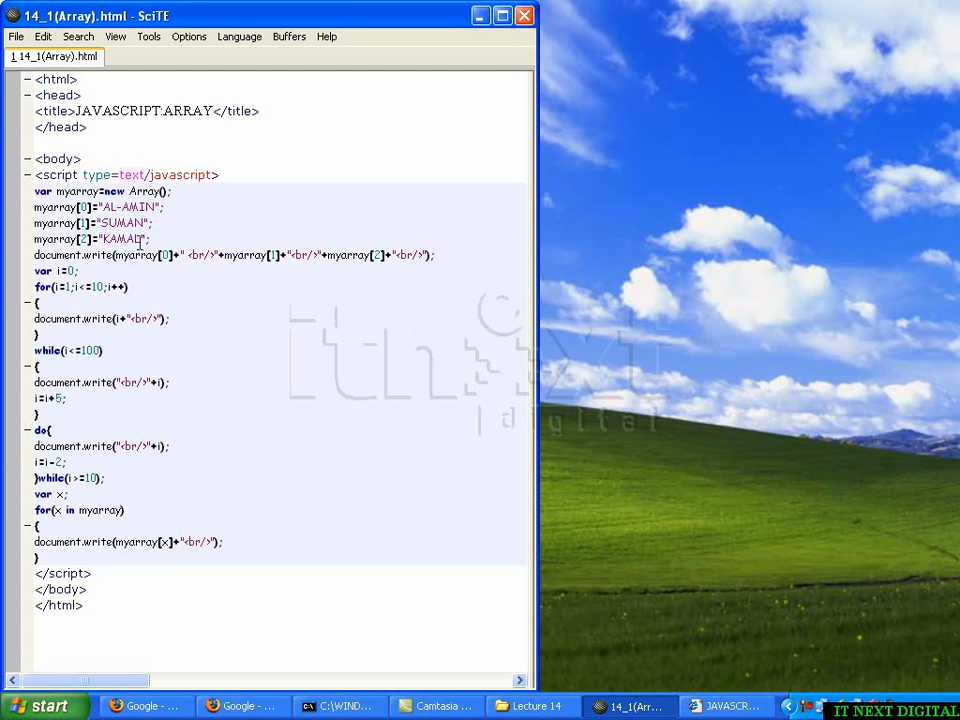 14_1(Array).html - SciTE
File Edit Search View Tools Options Language Buffers Help
1 14_1(Array).html
<html>
<head>
<title>JAVASCRIPT:ARRAY</title>
</head>
<body>
<script type=text/javascript>
var myarray=new Array();
myarray[0]="AL-AMIN";
myarray[1]="SUMAN";
myarray[2]="KAMAL";
document.write(myarray[0]+" <br/>"+myarray[1]+"<br/>"+myarray[2]+"<br/>");
var i=0;
for(i=1;i<=10;i++)
{
document.write(i+"<br/>");
}
while(i<=100)
{
document.write("<br/>"+i);
i=i+5;
}
do{
document.write("<br/>"+i);
i=i-2;
}while(i>=10);
var x;
for(x in myarray)
{
document.write(myarray[x]+"<br/>");
}
</script>
</body>
</html>
itnext
| digital
start Google - ... Google - ... C:\WIND... Camtasia ... Lecture 14 14_1(Arr... JAVASCR...
IT NEXT DIGITAL